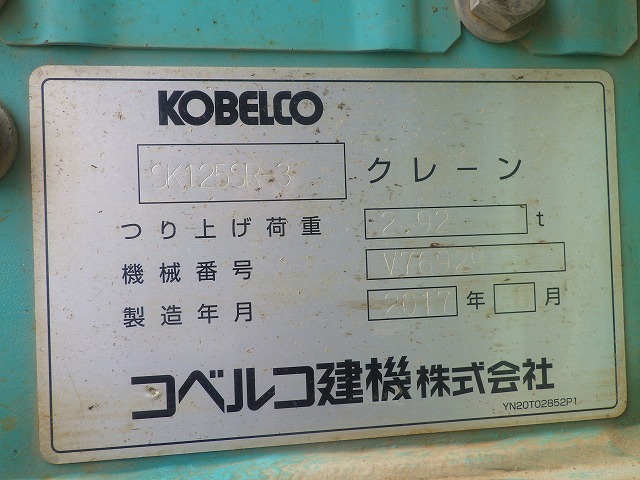 KOBELCO
SK125SR-3 クレーン
つり上げ荷重 2.92 t
機械番号
製造年月 2017 年 月
コベルコ建機株式会社
YN20T02852P1